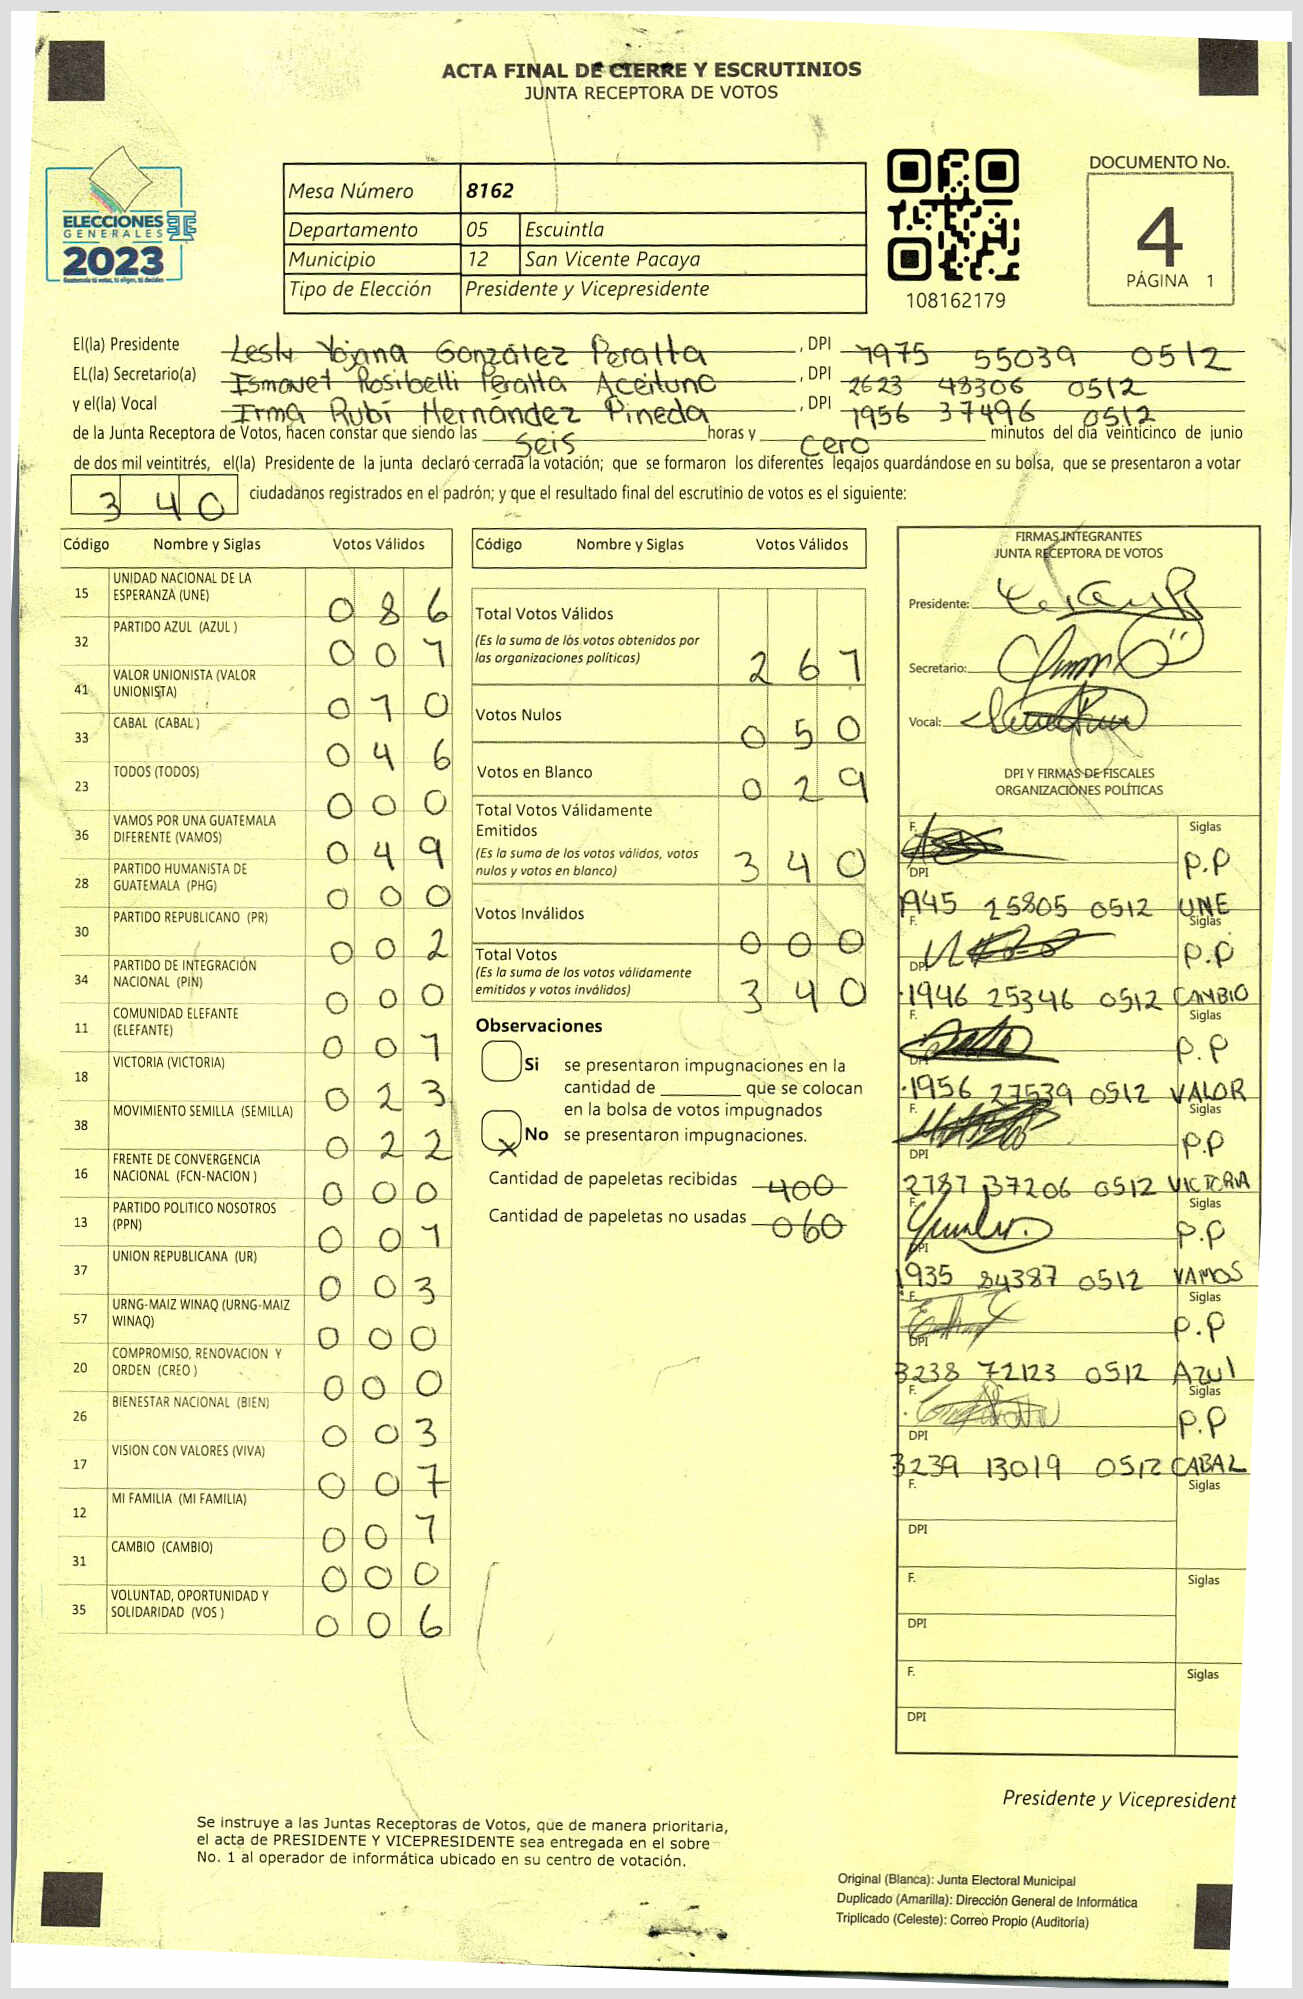 ACTA FINAL DE CIERRE Y ESCRUTINIOS
JUNTA RECEPTORA DE VOTOS
ELECCIONES
GENERALES
2023
Mesa Número 8162
Departamento 05 Escuintla
Municipio 12 San Vicente Pacaya
Tipo de Elección Presidente y Vicepresidente
108162179
DOCUMENTO No.
4
PÁGINA 1
El(la) Presidente Lesly Yojana González Peralta, DPI 1975 55039 0512
EL(la) Secretario(a) Ismavet Rosibelli Peralta Aceituno, DPI 2623 48306 0512
y el(la) Vocal Irma Rubí Hernández Pineda, DPI 1956 37496 0512
de la Junta Receptora de Votos, hacen constar que siendo las seis horas y cero minutos del día veinticinco de junio
de dos mil veintitrés, el(la) Presidente de la junta declaró cerrada la votación; que se formaron los diferentes legajos guardándose en su bolsa, que se presentaron a votar
340 ciudadanos registrados en el padrón; y que el resultado final del escrutinio de votos es el siguiente:
Código Nombre y Siglas Votos Válidos
15 UNIDAD NACIONAL DE LA ESPERANZA (UNE) 086
32 PARTIDO AZUL (AZUL ) 001
41 VALOR UNIONISTA (VALOR UNIONISTA) 010
33 CABAL (CABAL ) 046
23 TODOS (TODOS) 000
36 VAMOS POR UNA GUATEMALA DIFERENTE (VAMOS) 049
28 PARTIDO HUMANISTA DE GUATEMALA (PHG) 000
30 PARTIDO REPUBLICANO (PR) 002
34 PARTIDO DE INTEGRACIÓN NACIONAL (PIN) 000
11 COMUNIDAD ELEFANTE (ELEFANTE) 001
18 VICTORIA (VICTORIA) 023
38 MOVIMIENTO SEMILLA (SEMILLA) 022
16 FRENTE DE CONVERGENCIA NACIONAL (FCN-NACION ) 000
13 PARTIDO POLITICO NOSOTROS (PPN) 001
37 UNION REPUBLICANA (UR) 003
57 URNG-MAIZ WINAQ (URNG-MAIZ WINAQ) 000
20 COMPROMISO, RENOVACION Y ORDEN (CREO ) 000
26 BIENESTAR NACIONAL (BIEN) 003
17 VISION CON VALORES (VIVA) 007
12 MI FAMILIA (MI FAMILIA) 001
31 CAMBIO (CAMBIO) 000
35 VOLUNTAD, OPORTUNIDAD Y SOLIDARIDAD (VOS ) 006
Código Nombre y Siglas Votos Válidos
Total Votos Válidos
(Es la suma de los votos obtenidos por
las organizaciones políticas) 261
Votos Nulos 050
Votos en Blanco 029
Total Votos Válidamente
Emitidos
(Es la suma de los votos válidos, votos
nulos y votos en blanco) 340
Votos Inválidos 000
Total Votos
(Es la suma de los votos válidamente
emitidos y votos inválidos) 340
Observaciones
Si se presentaron impugnaciones en la
cantidad de ________ que se colocan
en la bolsa de votos impugnados
x No se presentaron impugnaciones.
Cantidad de papeletas recibidas 400
Cantidad de papeletas no usadas 060
FIRMAS INTEGRANTES
JUNTA RECEPTORA DE VOTOS
Presidente:
Secretario:
Vocal:
DPI Y FIRMAS DE FISCALES
ORGANIZACIONES POLÍTICAS
F. Siglas
P.P
DPI 1945 25805 0512 UNE
F. Siglas
P.P
DPI 1946 25346 0512 CAMBIO
F. Siglas
P.P
DPI 1956 27539 0512 VALOR
F. Siglas
P.P
DPI 2787 37206 0512 VICTORIA
F. Siglas
P.P
DPI 1935 84387 0512 VAMOS
F. Siglas
P.P
DPI 3238 72123 0512 AZUl
F. Siglas
P.P
DPI 3239 13019 0512 CABAL
F. Siglas
DPI
F. Siglas
DPI
F. Siglas
DPI
Presidente y Vicepresident
Se instruye a las Juntas Receptoras de Votos, que de manera prioritaria,
el acta de PRESIDENTE Y VICEPRESIDENTE sea entregada en el sobre
No. 1 al operador de informática ubicado en su centro de votación.
Original (Blanca): Junta Electoral Municipal
Duplicado (Amarilla): Dirección General de Informática
Triplicado (Celeste): Correo Propio (Auditoría)